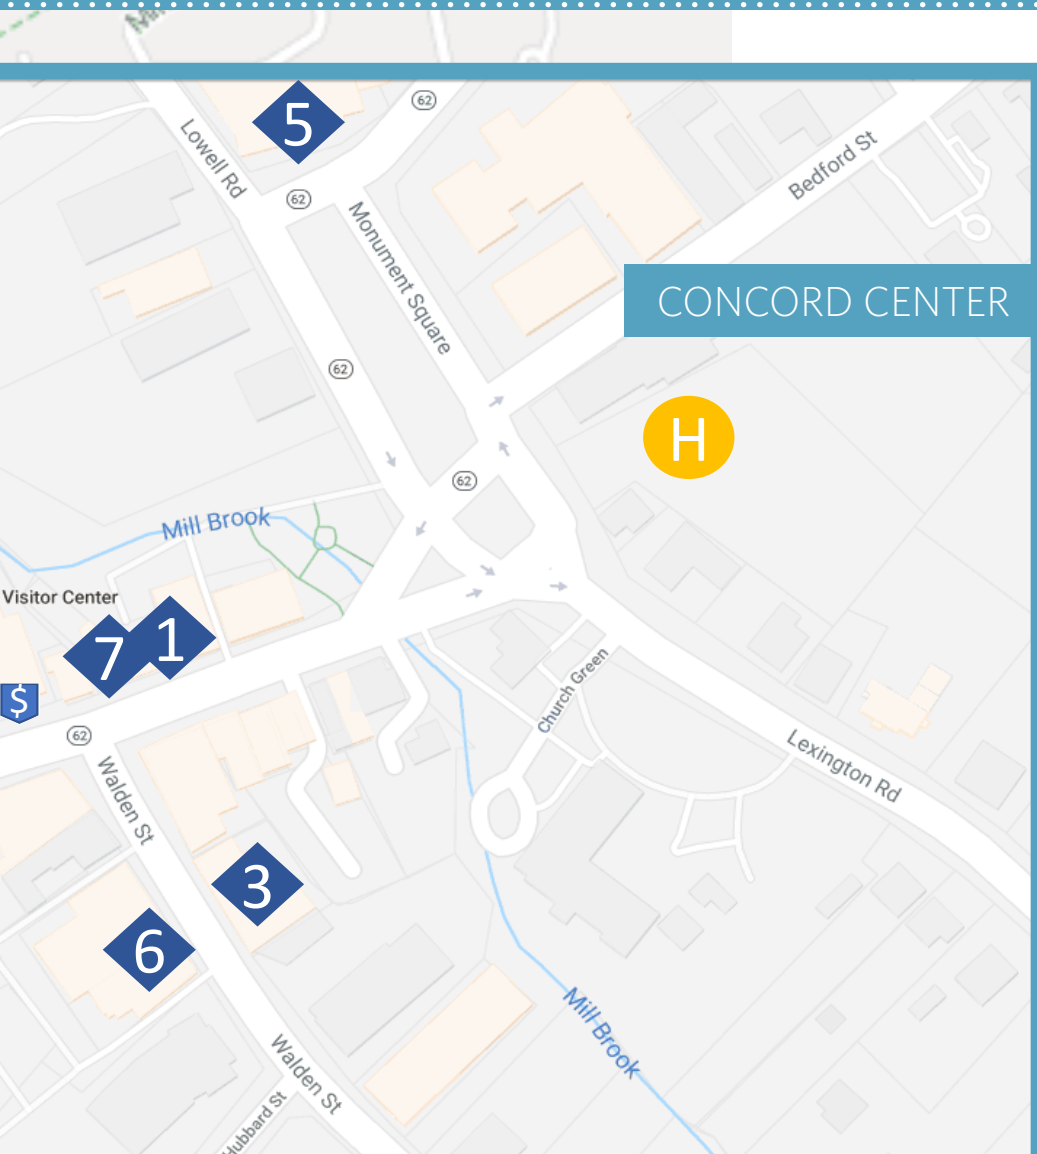 5
62
Lowell Rd
62
Bedford St
Monument Square
CONCORD CENTER
62
H
62
Mill Brook
Visitor Center
1
7
$
Church Green
62
Lexington Rd
Walden St
3
6
Mill Brook
Walden St
Hubbard St